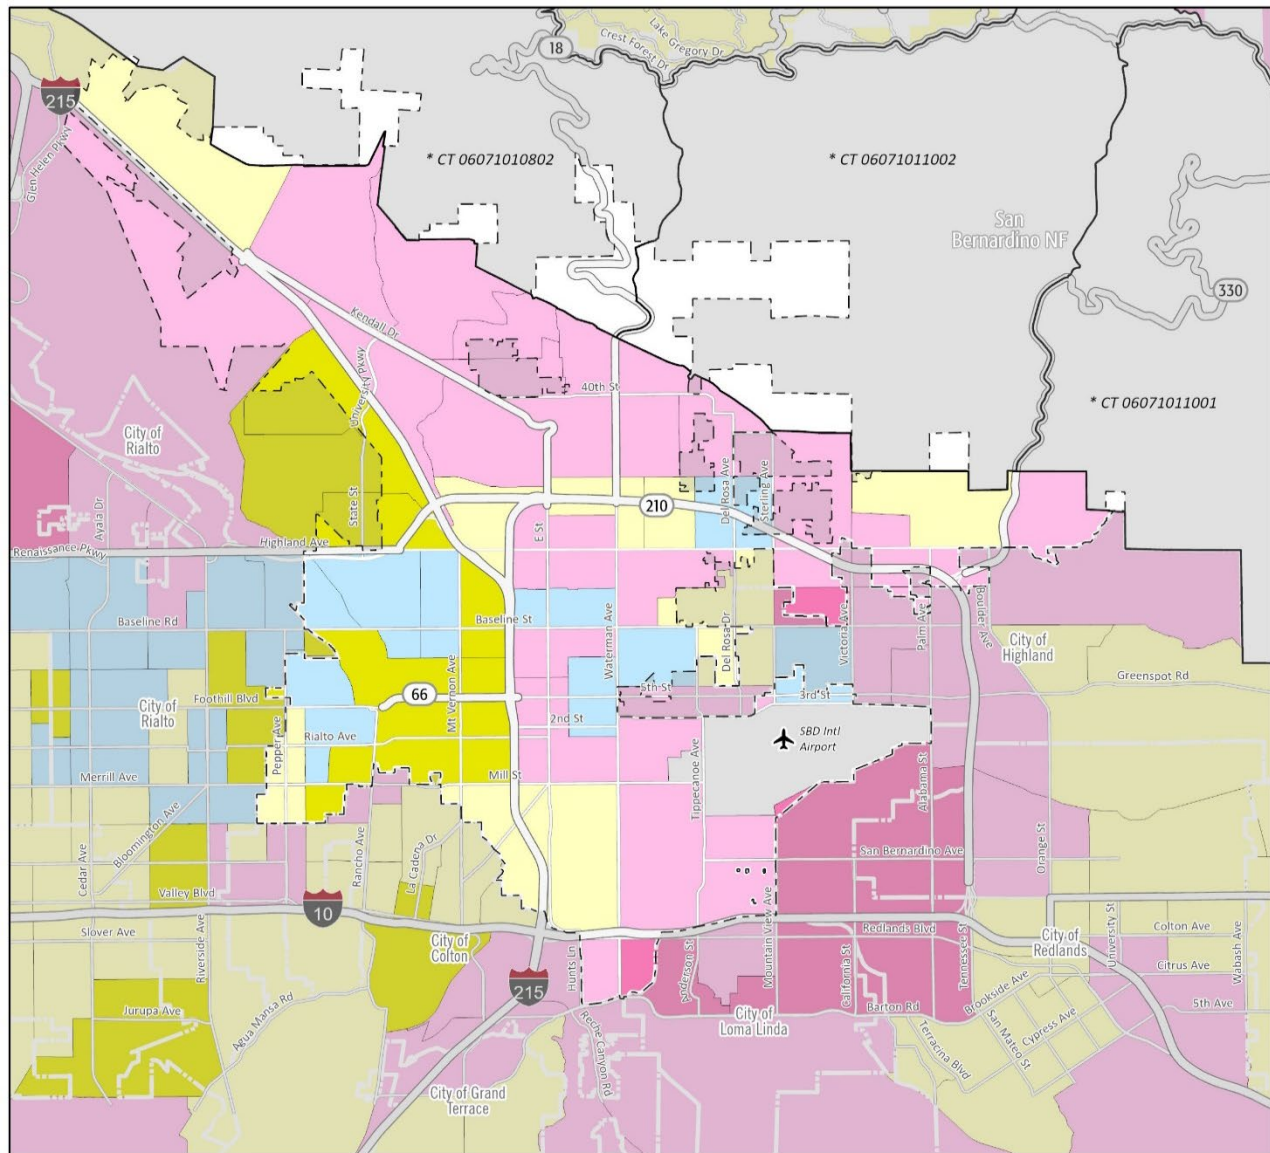 18
Lake Gregory Dr
Crest Forest Dr
215
Glen Helen Pkwy
* CT 06071010802
* CT 06071011002
San
Bernardino NF
330
Kendall Dr
University Pkwy
40th St
* CT 06071011001
City of
Rialto
Ayala Dr
State St
Del Rosa Ave
Sterling Ave
210
E St
Highland Ave
Renaissance Pkwy
Baseline Rd
Baseline St
Waterman Ave
Del Rosa Dr
Victoria Ave
Palm Ave
Boulder Ave
City of
Highland
Greenspot Rd
Mt Vernon Ave
66
Foothill Blvd
5th St
3rd St
City of
Rialto
Pepper Ave
Rialto Ave
2nd St
SBD Intl
Airport
Merrill Ave
Mill St
Tippecanoe Ave
Alabama St
Bloomington Ave
Cedar Ave
Rancho Ave
La Cadena Dr
San Bernardino Ave
Orange St
Valley Blvd
10
Slover Ave
Riverside Ave
City of
Colton
Hunts Ln
215
Anderson St
Mountain View Ave
Redlands Blvd
California St
Tennessee St
City of
Redlands
University St
Colton Ave
Wabash Ave
Citrus Ave
5th Ave
Jurupa Ave
Agua Mansa Rd
Reche Canyon Rd
City of
Loma Linda
Barton Rd
Terracina Blvd
Brookside Ave
San Mateo St
Cypress Ave
City of Grand
Terrace